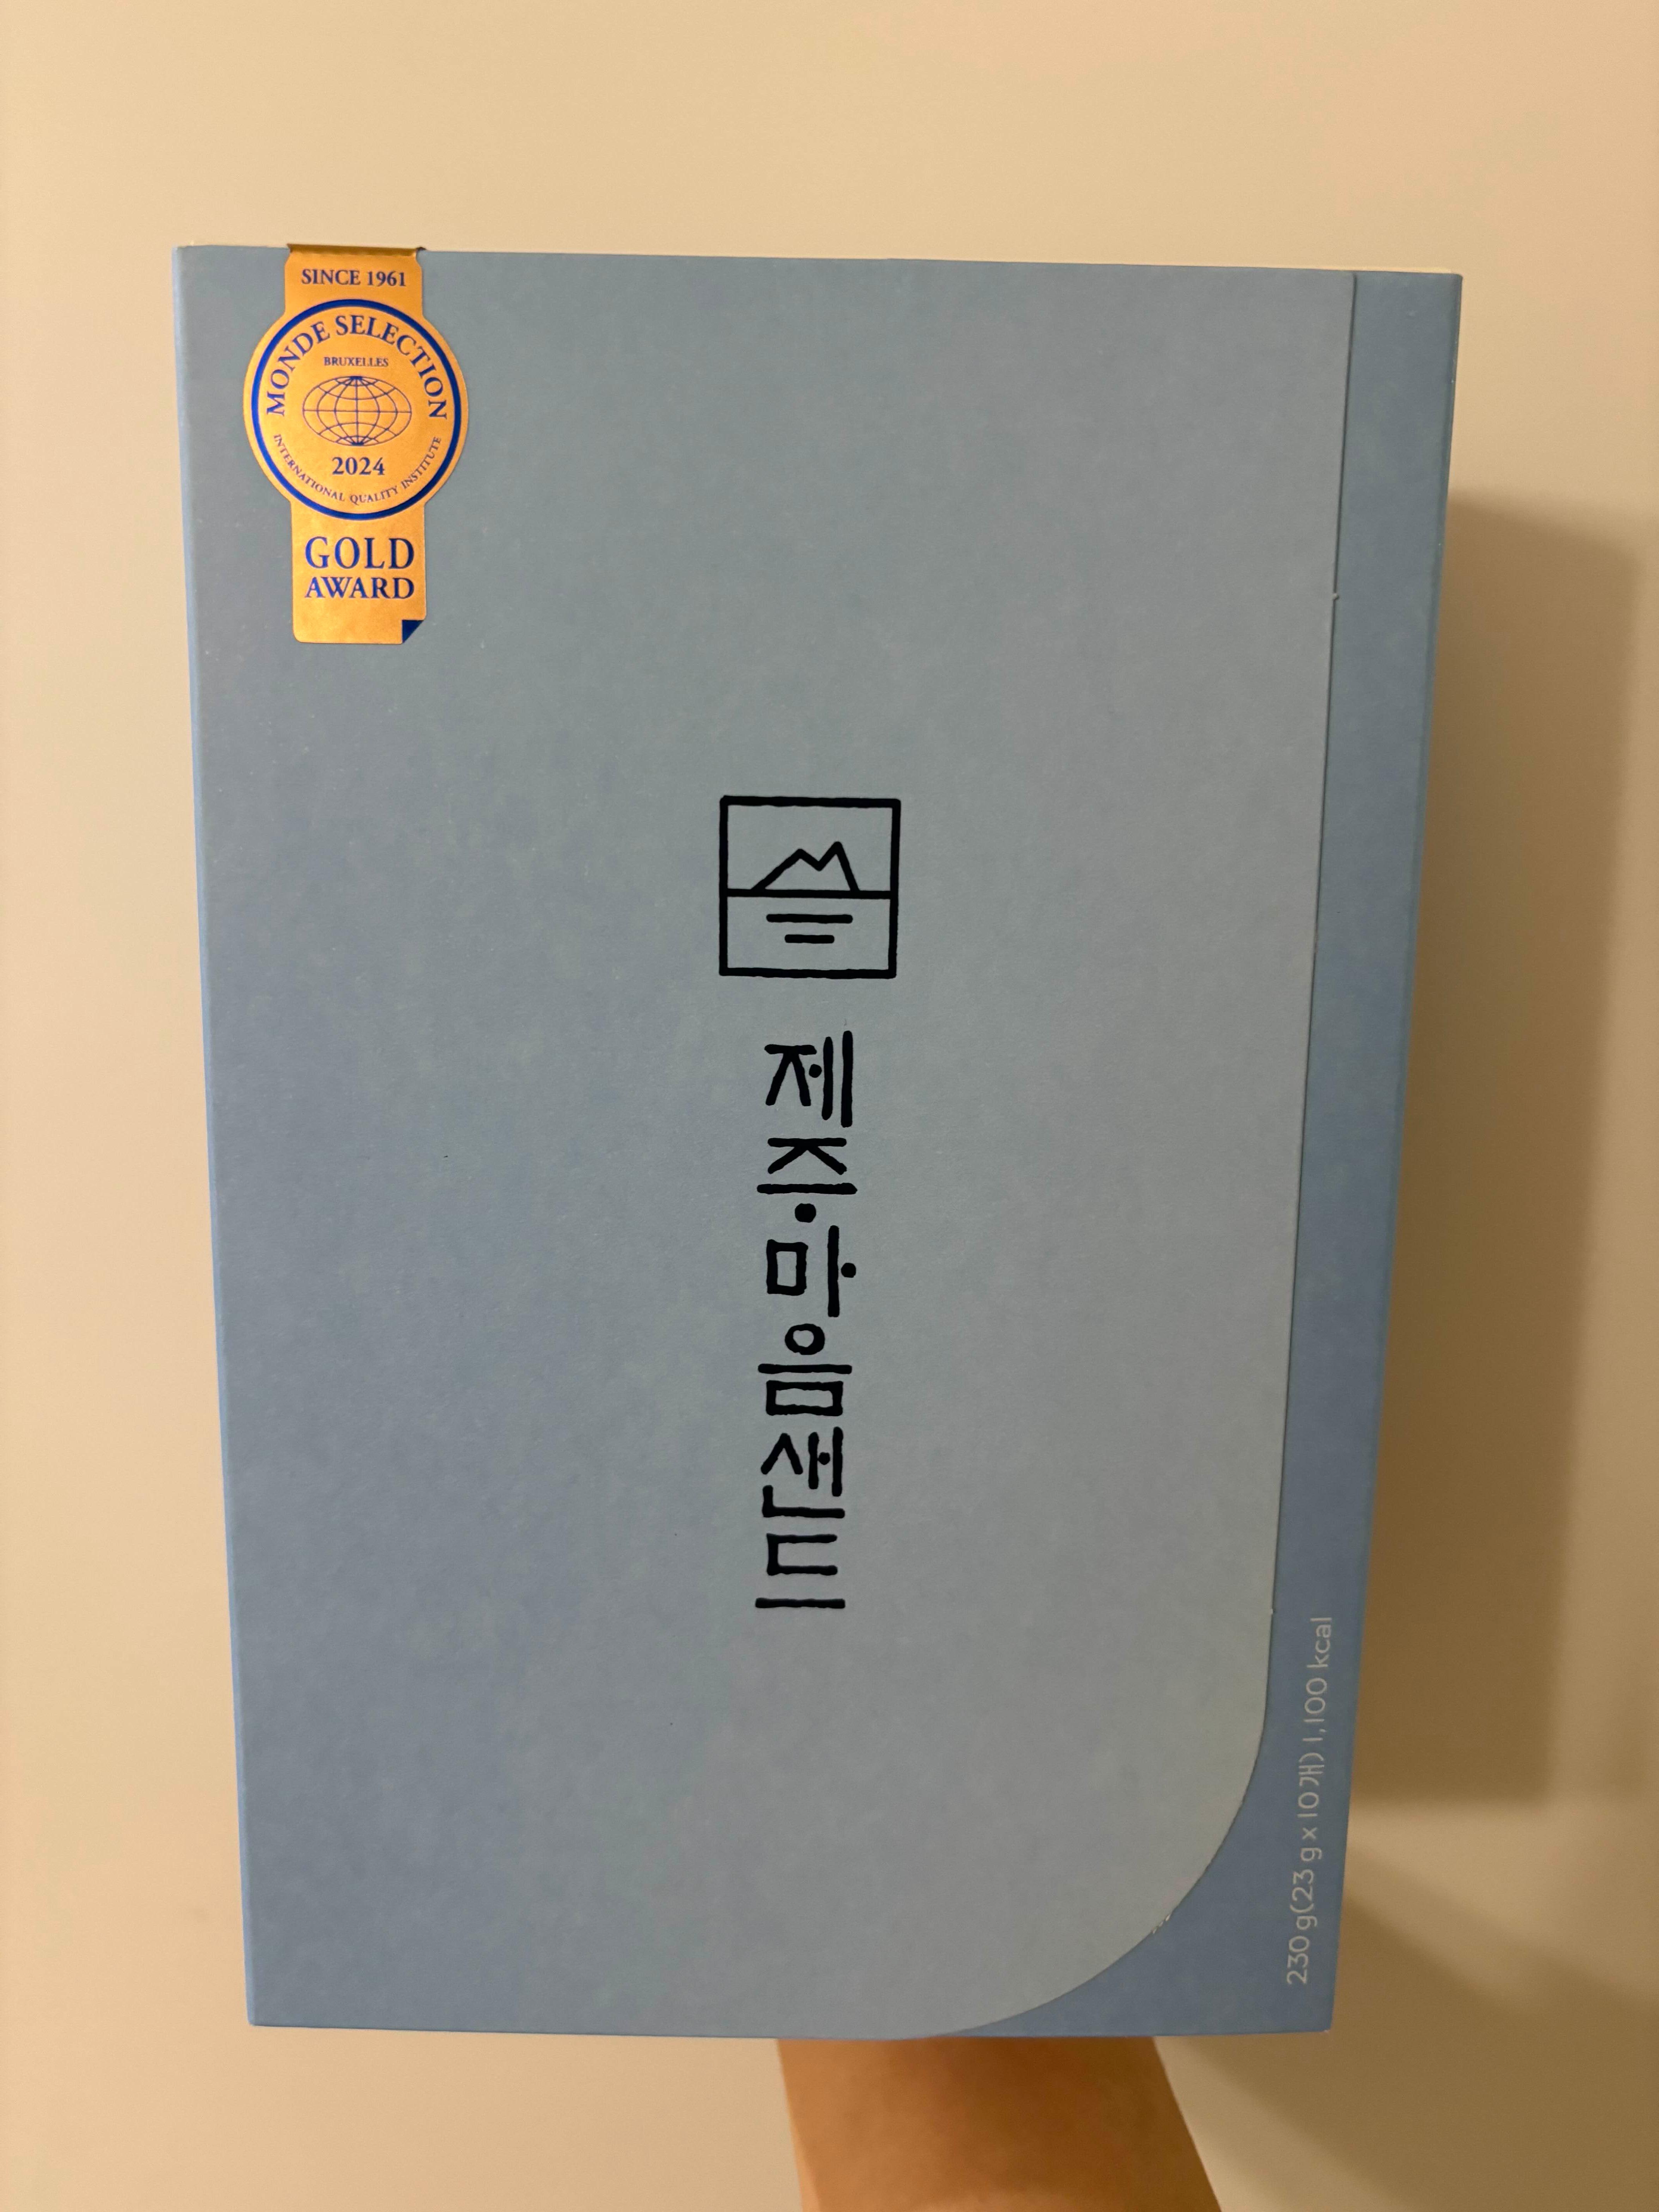 SINCE 1961
MONDE SELECTION
BRUXELLES
2024
INTERNATIONAL QUALITY INSTITUTE
GOLD
AWARD
제주마음샌드
230 g(23 g x 10개) 1,100 kcal